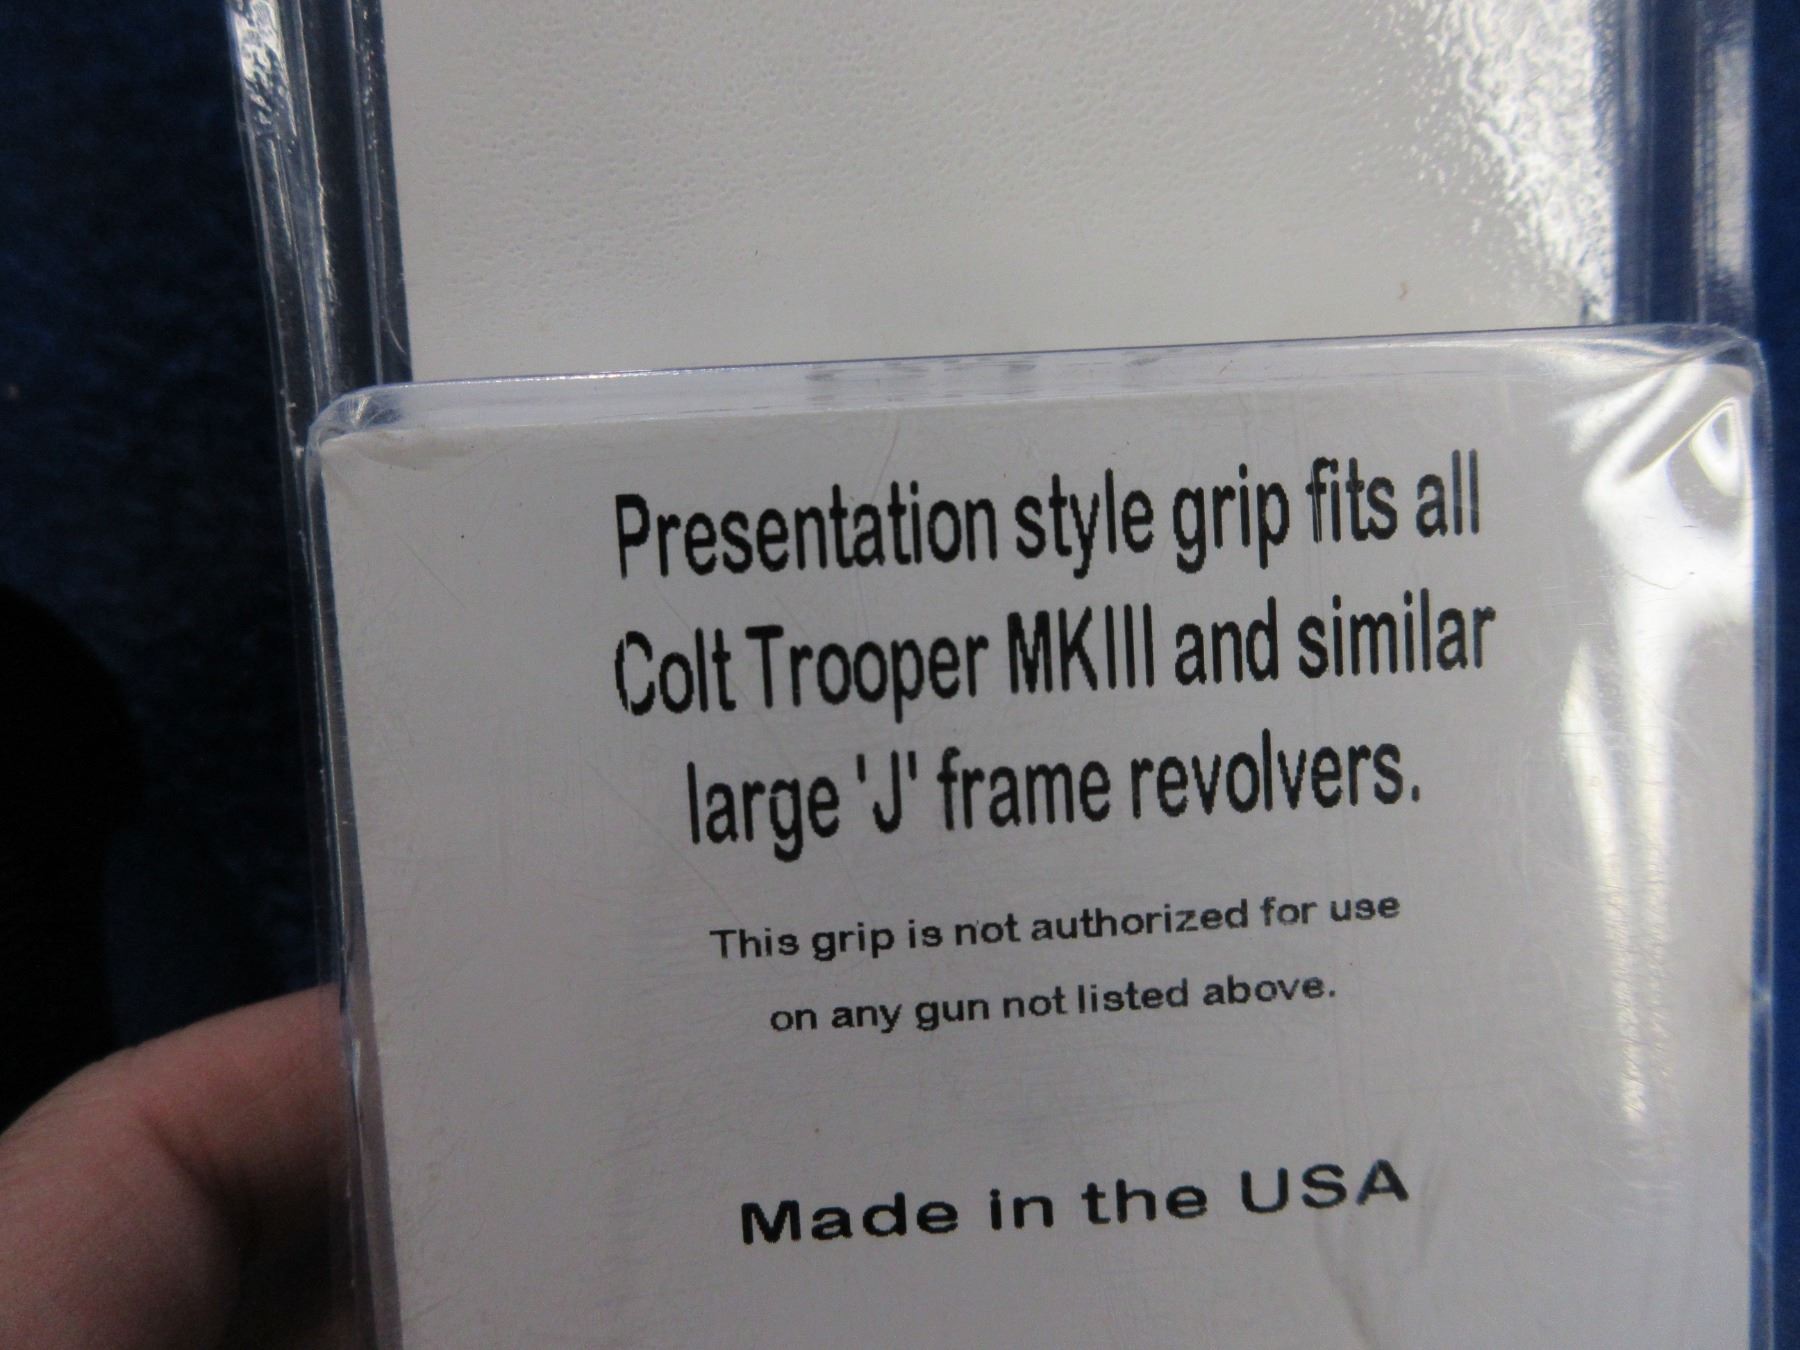 Presentation style grip fits all
Colt Trooper MKIII and similar
large 'J' frame revolvers.
This grip is not authorized for use
on any gun not listed above.
Made in the USA